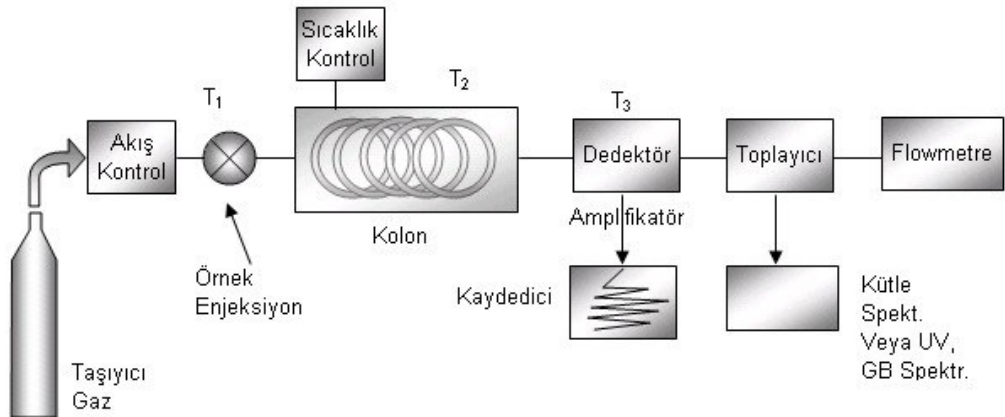 Sıcaklık
Kontrol
T1
T2
T3
Akış
Kontrol
Dedektör
Toplayıcı
Flowmetre
Kolon
Amplifikatör
Örnek
Enjeksiyon
Kaydedici
Kütle
Spekt.
Veya UV,
GB Spektr.
Taşıyıcı
Gaz